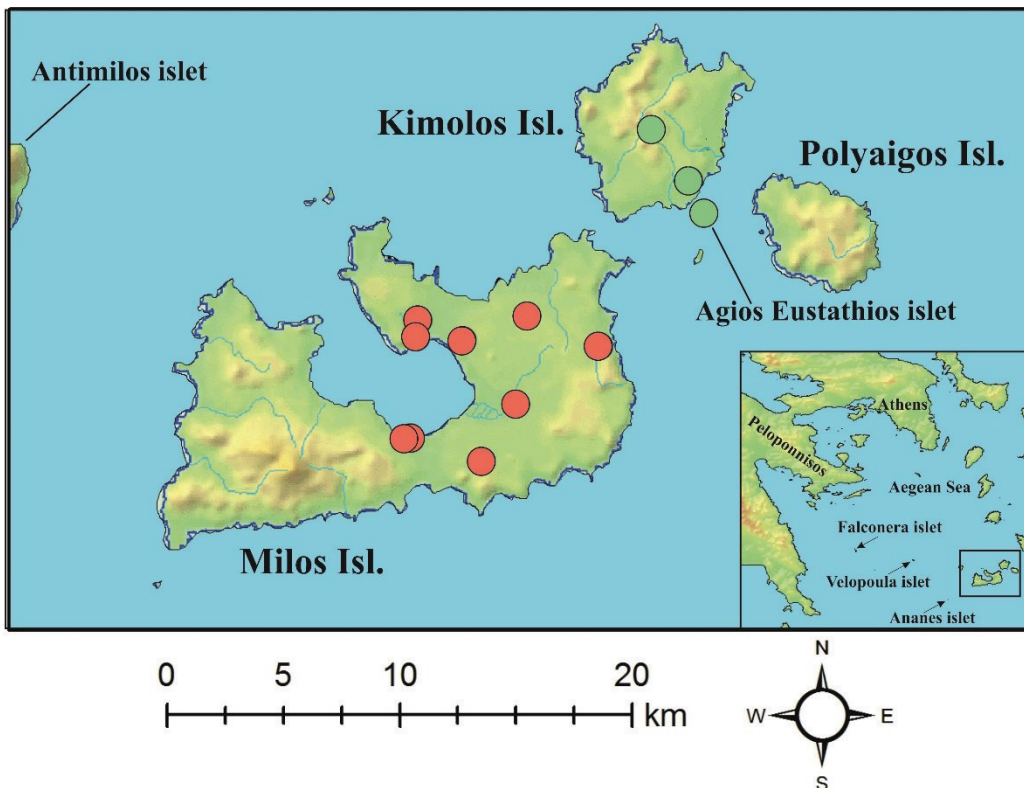 Antimilos islet
Kimolos Isl.
Polyaigos Isl.
Agios Eustathios islet
Milos Isl.
Athens
Peloponnisos
Aegean Sea
Falconera islet
Velopoula islet
Ananes islet
0 5 10 20
km
N
W E
S